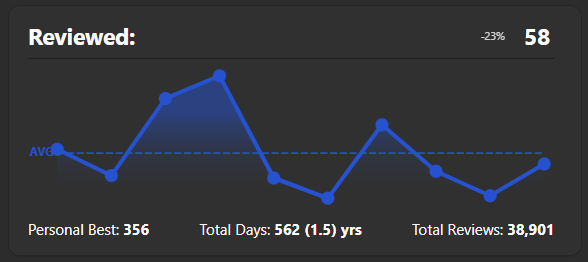 Reviewed: -23% 58
AVG
Personal Best: 356 Total Days: 562 (1.5) yrs Total Reviews: 38,901